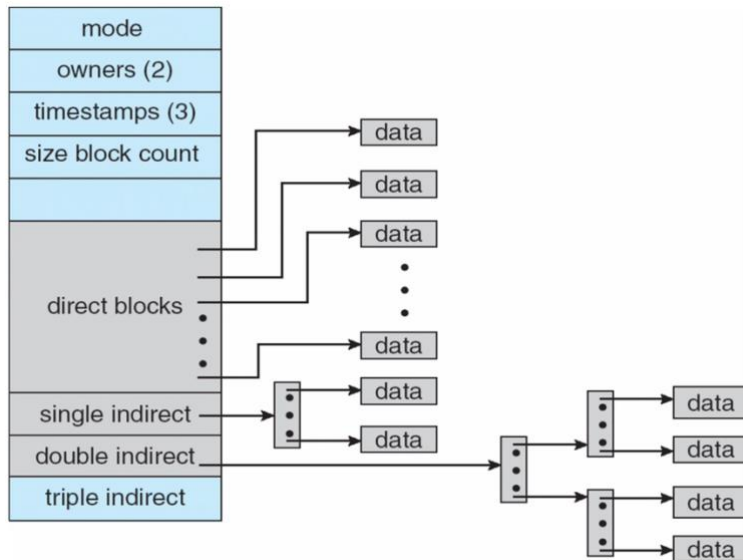 mode
owners (2)
timestamps (3)
size block count
direct blocks
single indirect
double indirect
triple indirect
data
data
data
data
data
data
data
data
data
data